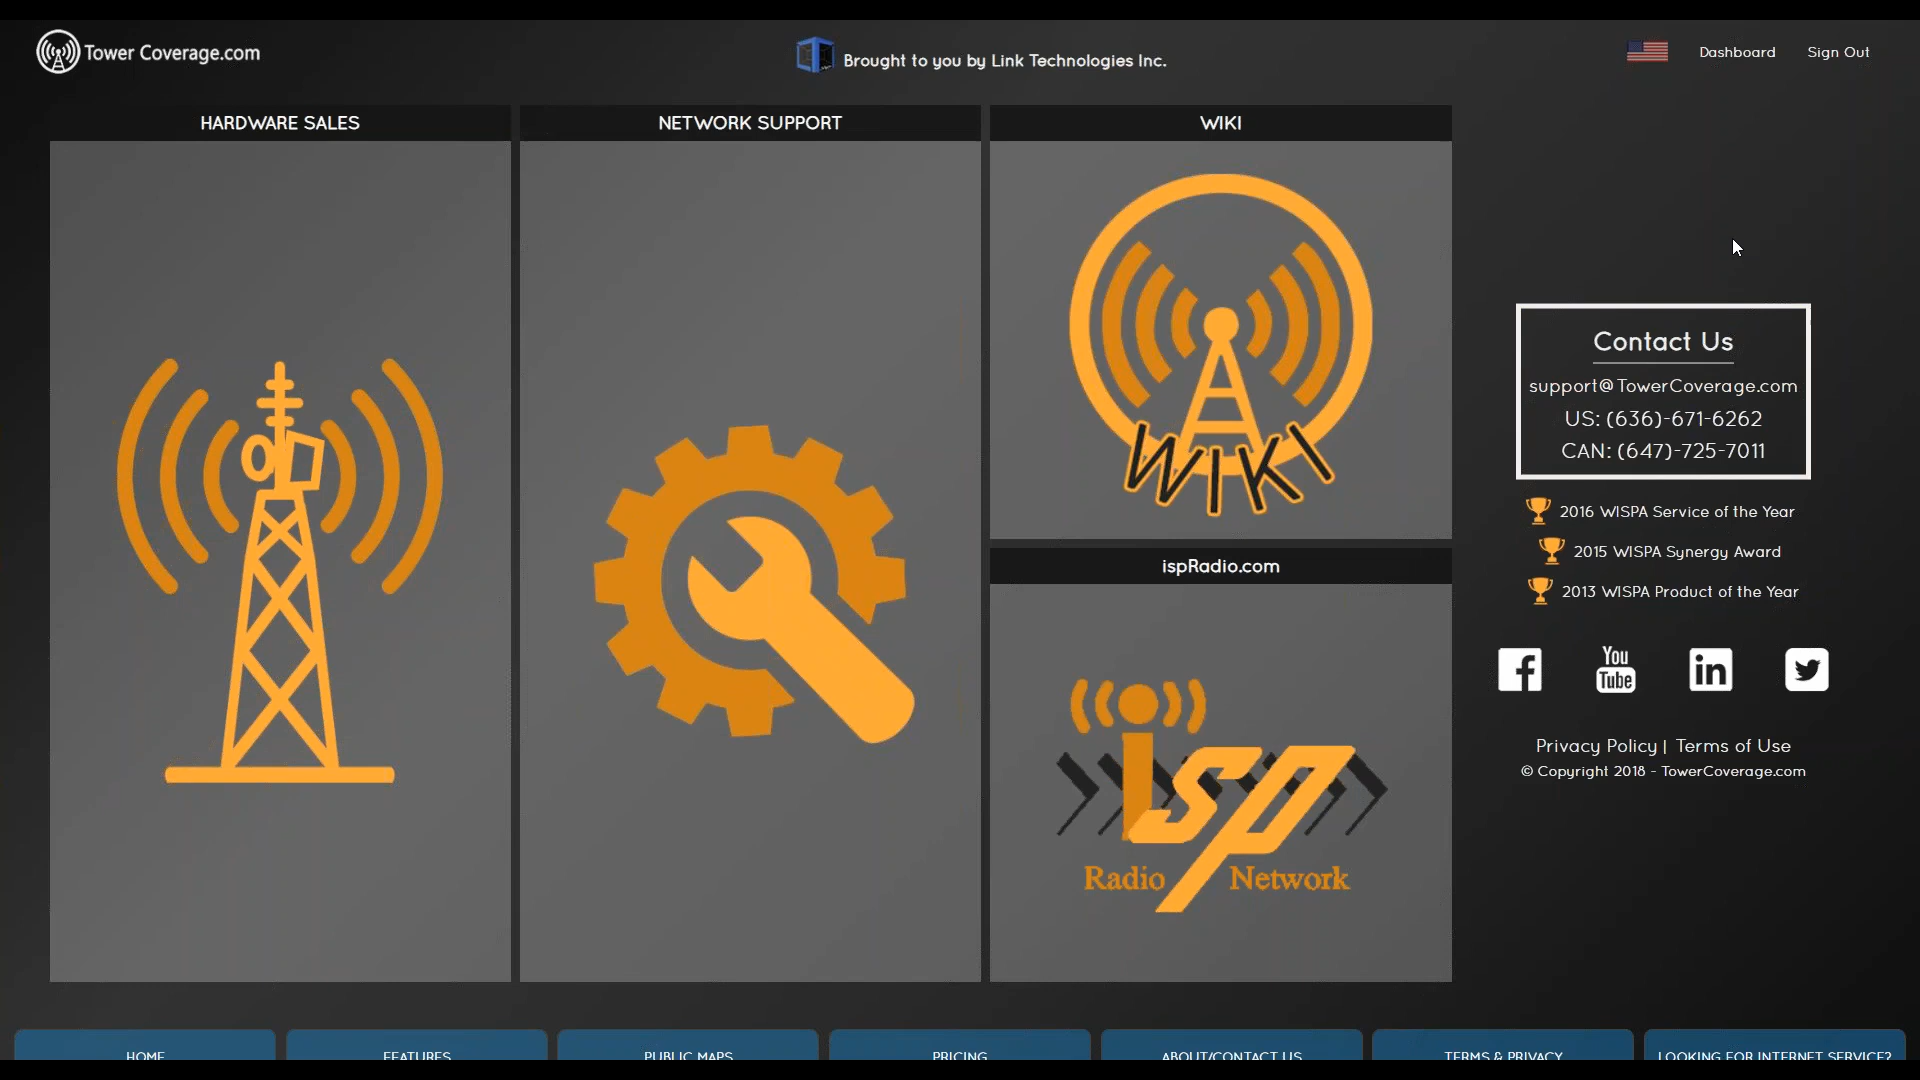 Tower Coverage.com
Brought to you by Link Technologies Inc.
Dashboard
Sign Out
HARDWARE SALES
NETWORK SUPPORT
WIKI
WIKI
ispRadio.com
isp
Radio Network
Contact Us
support@TowerCoverage.com
US: (636)-671-6262
CAN: (647)-725-7011
2016 WISPA Service of the Year
2015 WISPA Synergy Award
2013 WISPA Product of the Year
f
You
Tube
in
Privacy Policy | Terms of Use
© Copyright 2018 - TowerCoverage.com
HOME
FEATURES
PUBLIC MAPS
PRICING
ABOUT/CONTACT US
TERMS & PRIVACY
LOOKING FOR INTERNET SERVICE?